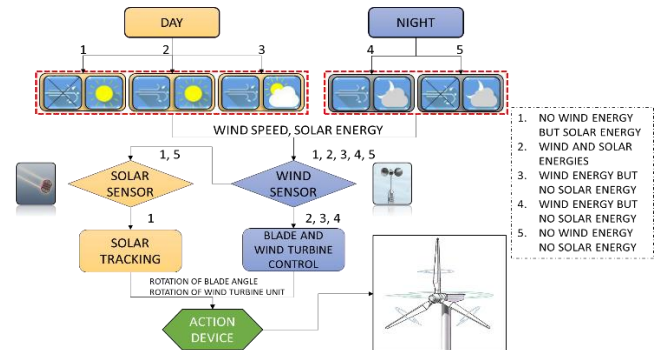 DAY
NIGHT
1
2
3
4
5
WIND SPEED, SOLAR ENERGY
1, 5
1, 2, 3, 4, 5
SOLAR
SENSOR
WIND
SENSOR
1
2, 3, 4
SOLAR
TRACKING
BLADE AND
WIND TURBINE
CONTROL
ROTATION OF BLADE ANGLE
ROTATION OF WIND TURBINE UNIT
ACTION
DEVICE
1. NO WIND ENERGY
BUT SOLAR ENERGY
2. WIND AND SOLAR
ENERGIES
3. WIND ENERGY BUT
NO SOLAR ENERGY
4. WIND ENERGY BUT
NO SOLAR ENERGY
5. NO WIND ENERGY
NO SOLAR ENERGY